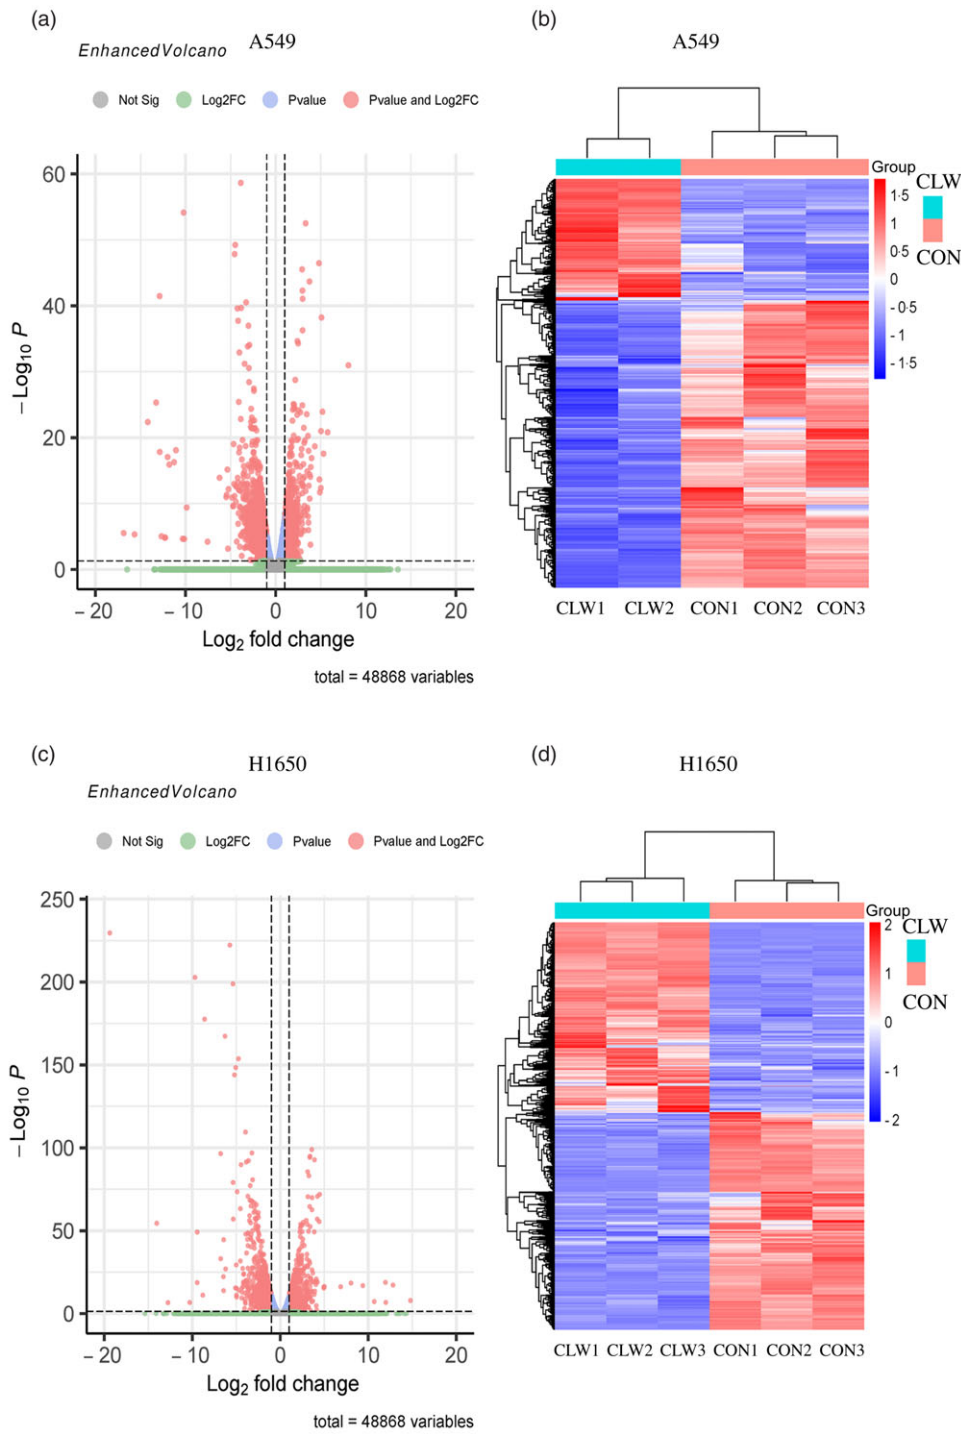 (a)
EnhancedVolcano A549
Not Sig Log2FC Pvalue Pvalue and Log2FC
60
40
20
0
−Log10 P
−20 −10 0 10 20
Log2 fold change
total = 48868 variables
(b)
A549
Group
CLW
CON
1·5
1
0·5
0
-0·5
-1
-1·5
CLW1 CLW2 CON1 CON2 CON3
(c)
H1650
EnhancedVolcano
Not Sig Log2FC Pvalue Pvalue and Log2FC
250
200
150
100
50
0
−Log10 P
−20 −10 0 10 20
Log2 fold change
total = 48868 variables
(d)
H1650
Group
CLW
CON
2
1
0
-1
-2
CLW1 CLW2 CLW3 CON1 CON2 CON3